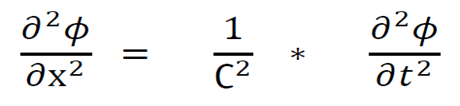 ∂²ϕ/∂x² = 1/C² * ∂²ϕ/∂t²